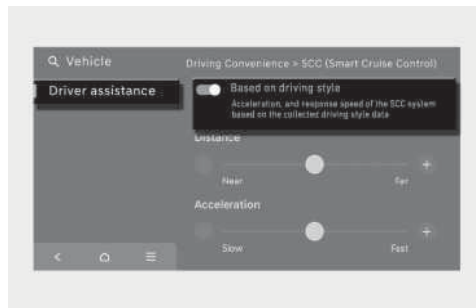 Vehicle
Driving Convenience > SCC (Smart Cruise Control)
Driver assistance
Based on driving style
Acceleration, and response speed of the SCC system
based on the collected driving style data
Distance
Near
Far
Acceleration
Slow
Fast